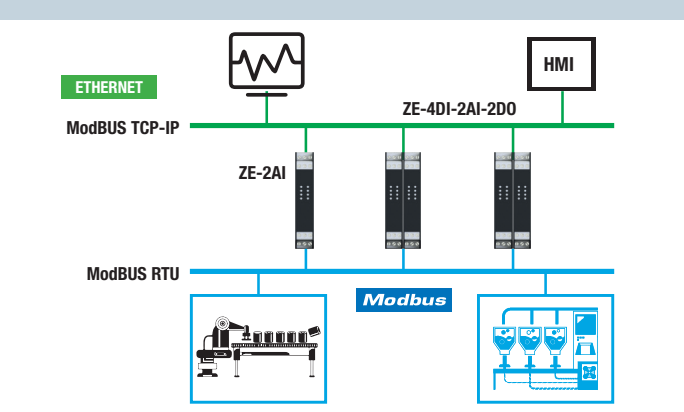 HMI
ETHERNET
ZE-4DI-2AI-2DO
ModBUS TCP-IP
ZE-2AI
ModBUS RTU
Modbus